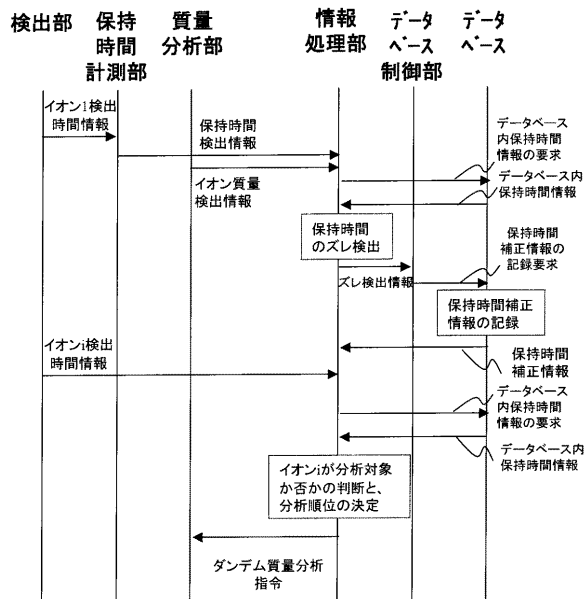 検出部
保持
時間
計測部
質量
分析部
情報
処理部
データ
ベース
制御部
データ
ベース
イオン1検出
時間情報
保持時間
検出情報
イオン質量
検出情報
データベース
内保持時間
情報の要求
データベース内
保持時間情報
保持時間
のズレ検出
ズレ検出情報
保持時間
補正情報の
記録要求
保持時間補正
情報の記録
イオンi検出
時間情報
保持時間
補正情報
データベース
内保持時間
情報の要求
データベース内
保持時間情報
イオンiが分析対象
か否かの判断と、
分析順位の決定
ダンデム質量分析
指令